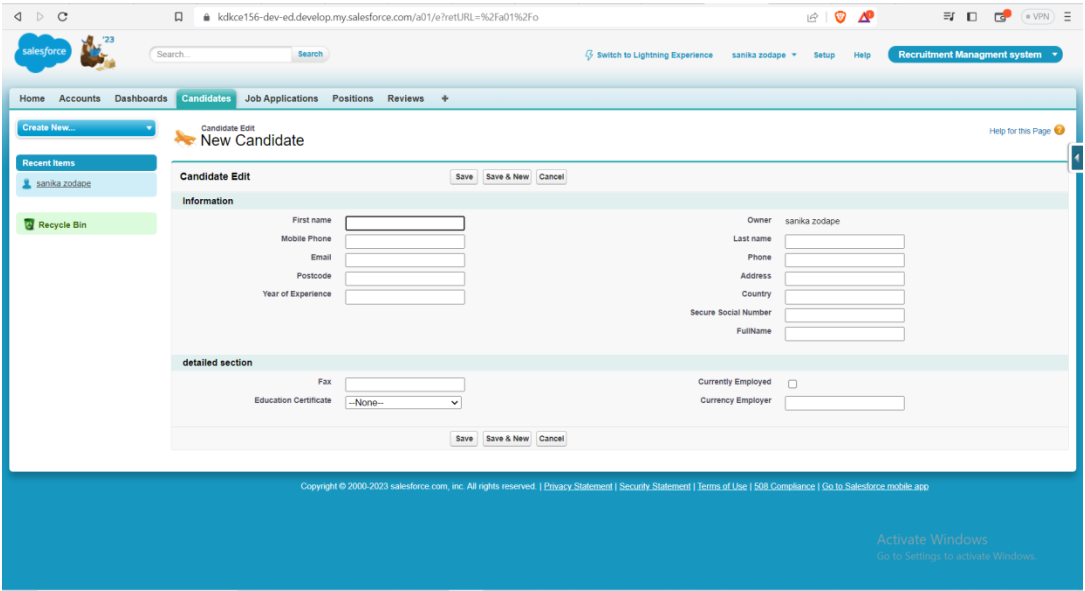 kdkce156-dev-ed.develop.my.salesforce.com/a01/e?retURL=%2Fa01%2Fo
VPN
salesforce
'23
Search...
Search
Switch to Lightning Experience
sanika zodape
Setup
Help
Recruitment Managment system
Home Accounts Dashboards Candidates Job Applications Positions Reviews +
Create New...
Recent Items
sanika zodape
Recycle Bin
Candidate Edit
New Candidate
Help for this Page
Candidate Edit
Save Save & New Cancel
Information
First name
Owner sanika zodape
Mobile Phone
Last name
Email
Phone
Postcode
Address
Year of Experience
Country
Secure Social Number
FullName
detailed section
Fax
Currently Employed
Education Certificate --None--
Currency Employer
Save Save & New Cancel
Copyright © 2000-2023 salesforce.com, inc. All rights reserved. | Privacy Statement | Security Statement | Terms of Use | 508 Compliance | Go to Salesforce mobile app
Activate Windows
Go to Settings to activate Windows.